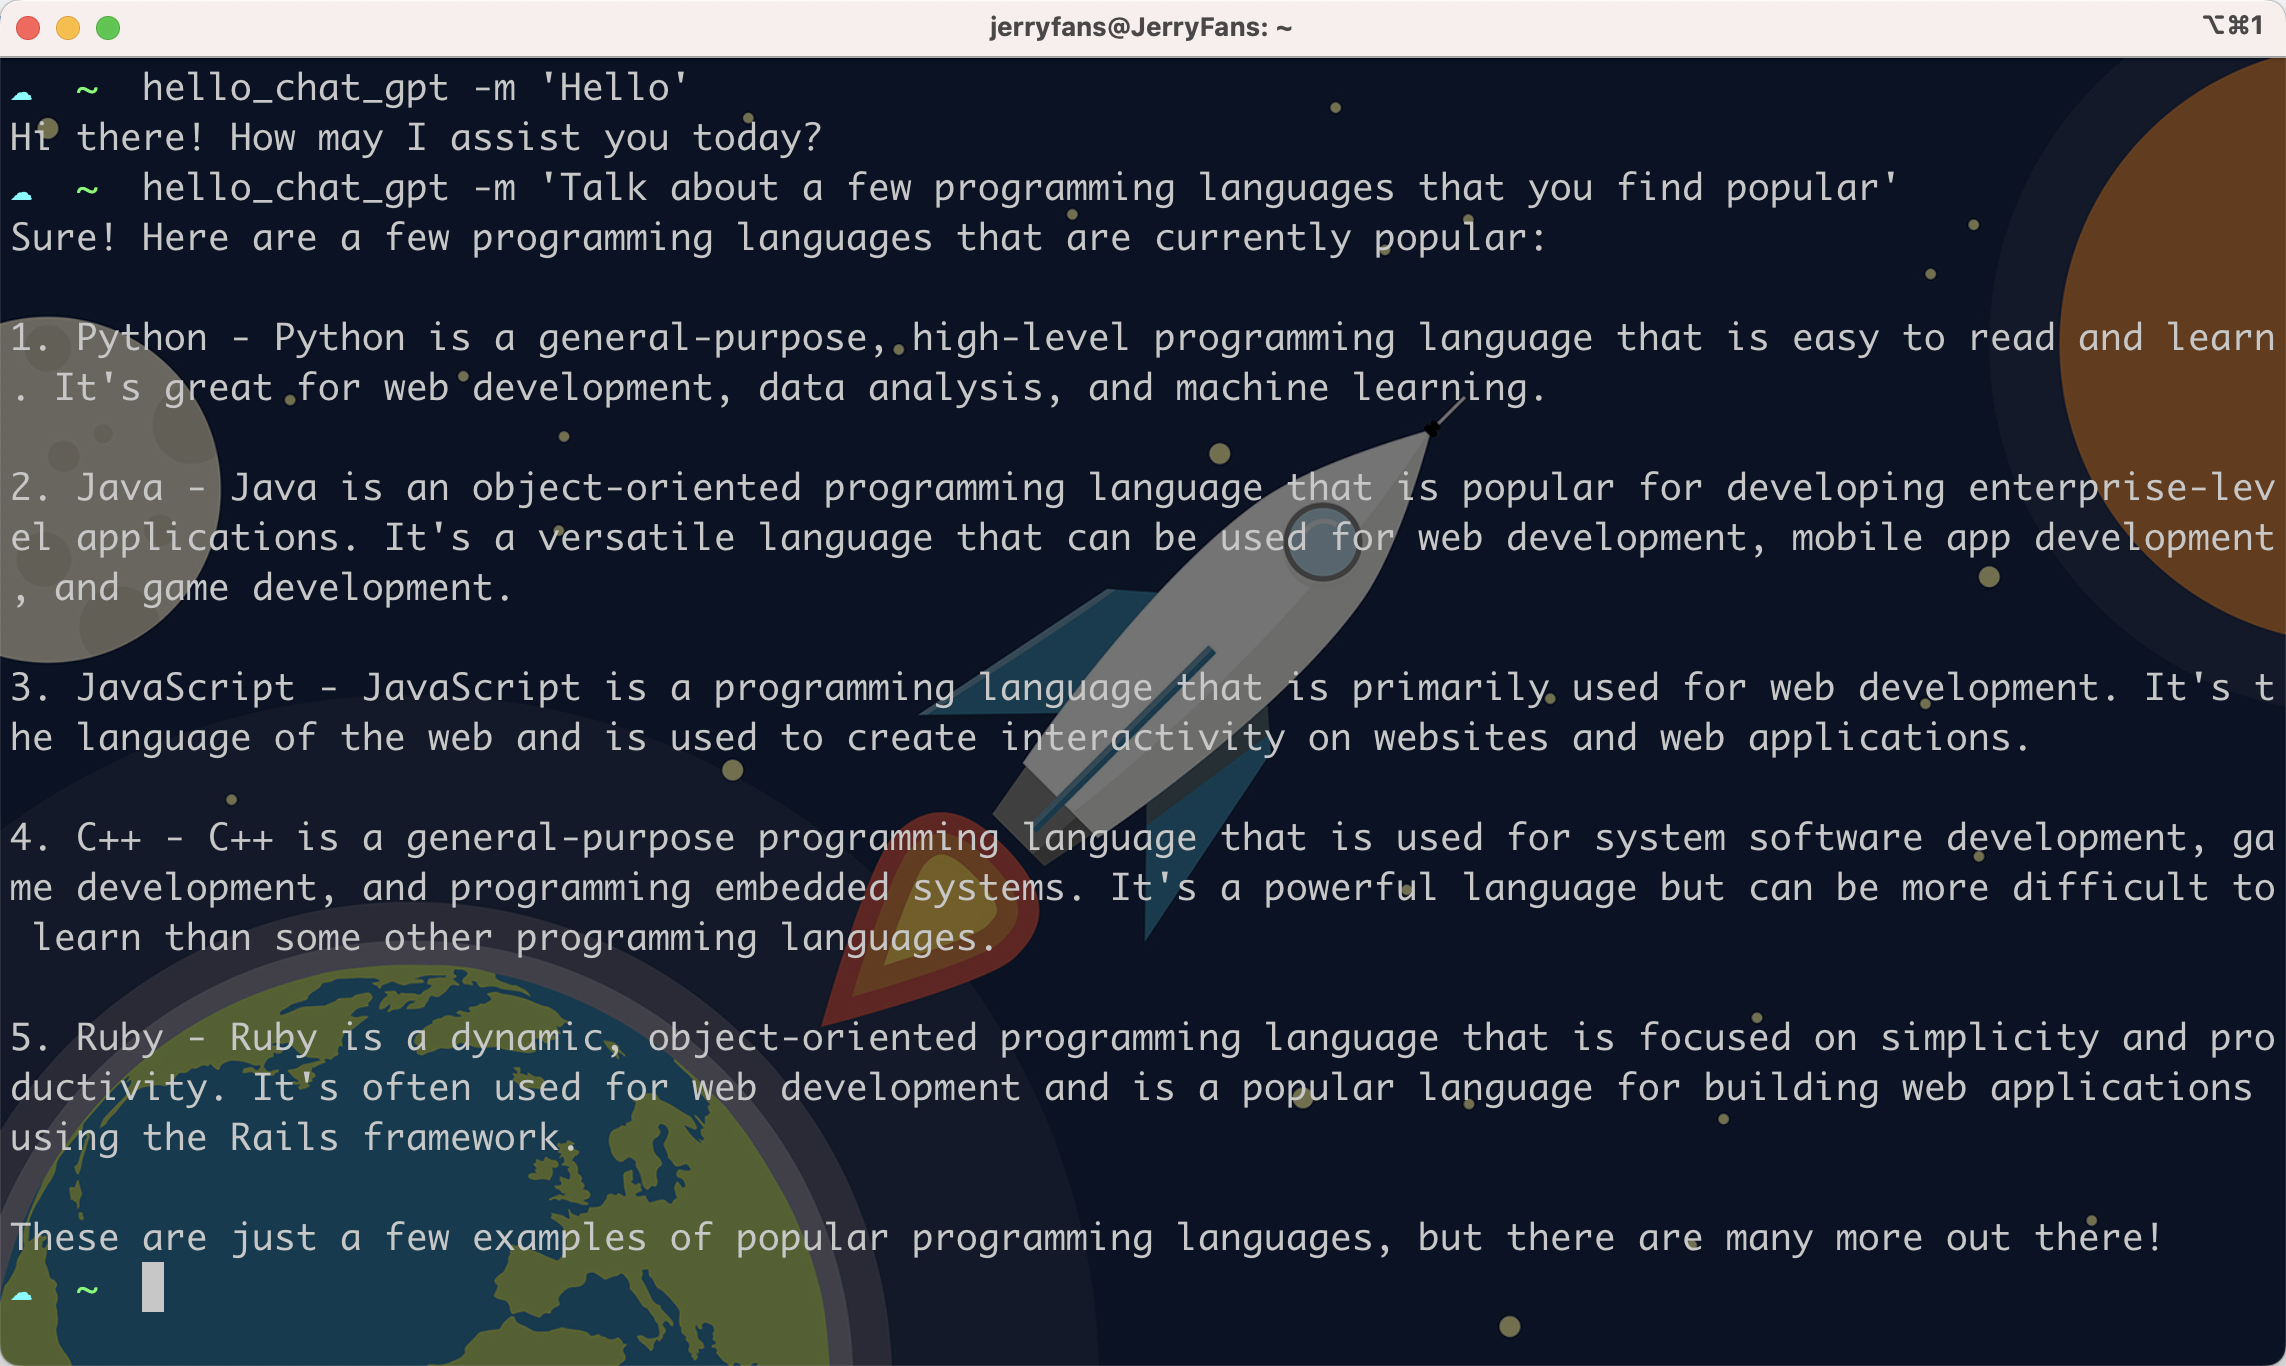 jerryfans@JerryFans: ~
⌥⌘1
☁  ~  hello_chat_gpt -m 'Hello'
Hi there! How may I assist you today?
☁  ~  hello_chat_gpt -m 'Talk about a few programming languages that you find popular'
Sure! Here are a few programming languages that are currently popular:
1. Python - Python is a general-purpose, high-level programming language that is easy to read and learn
. It's great for web development, data analysis, and machine learning.
2. Java - Java is an object-oriented programming language that is popular for developing enterprise-lev
el applications. It's a versatile language that can be used for web development, mobile app development
, and game development.
3. JavaScript - JavaScript is a programming language that is primarily used for web development. It's t
he language of the web and is used to create interactivity on websites and web applications.
4. C++ - C++ is a general-purpose programming language that is used for system software development, ga
me development, and programming embedded systems. It's a powerful language but can be more difficult to
 learn than some other programming languages.
5. Ruby - Ruby is a dynamic, object-oriented programming language that is focused on simplicity and pro
ductivity. It's often used for web development and is a popular language for building web applications
using the Rails framework.
These are just a few examples of popular programming languages, but there are many more out there!
☁  ~